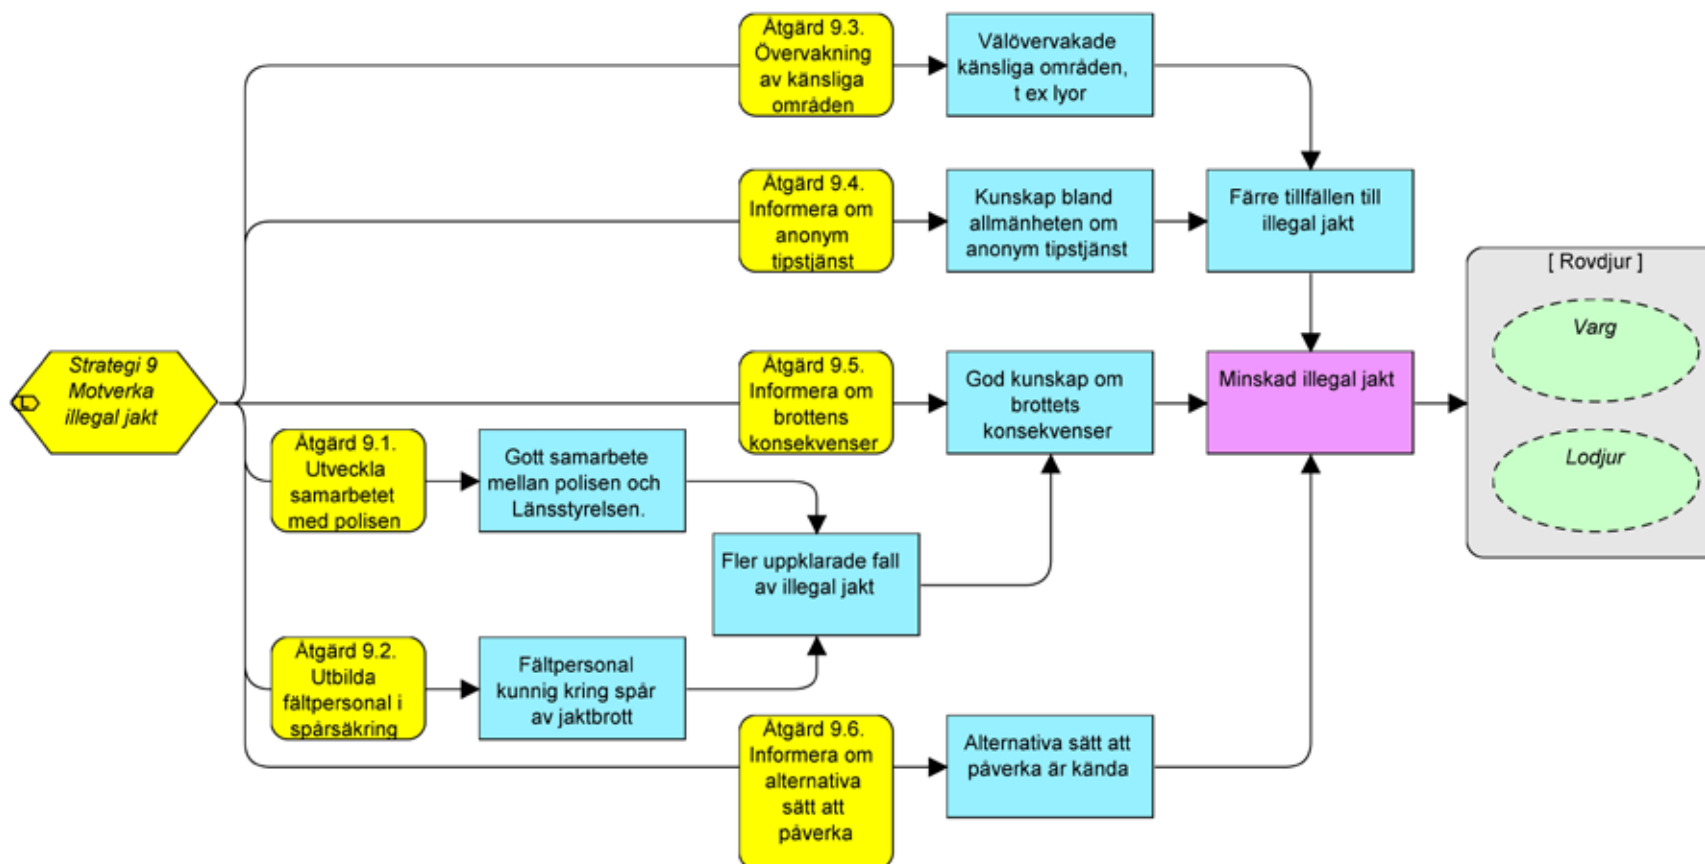 Åtgärd 9.3.
Övervakning
av känsliga
områden
Välövervakade
känsliga områden,
t ex lyor
Åtgärd 9.4.
Informera om
anonym
tipstjänst
Kunskap bland
allmänheten om
anonym tipstjänst
Färre tillfällen till
illegal jakt
[ Rovdjur ]
Varg
Lodjur
Strategi 9
Motverka
illegal jakt
Åtgärd 9.5.
Informera om
brottens
konsekvenser
God kunskap om
brottets
konsekvenser
Minskad illegal jakt
Åtgärd 9.1.
Utveckla
samarbetet
med polisen
Gott samarbete
mellan polisen och
Länsstyrelsen.
Fler uppklarade fall
av illegal jakt
Åtgärd 9.2.
Utbilda
fältpersonal i
spårsäkring
Fältpersonal
kunnig kring spår
av jaktbrott
Åtgärd 9.6.
Informera om
alternativa
sätt att
påverka
Alternativa sätt att
påverka är kända